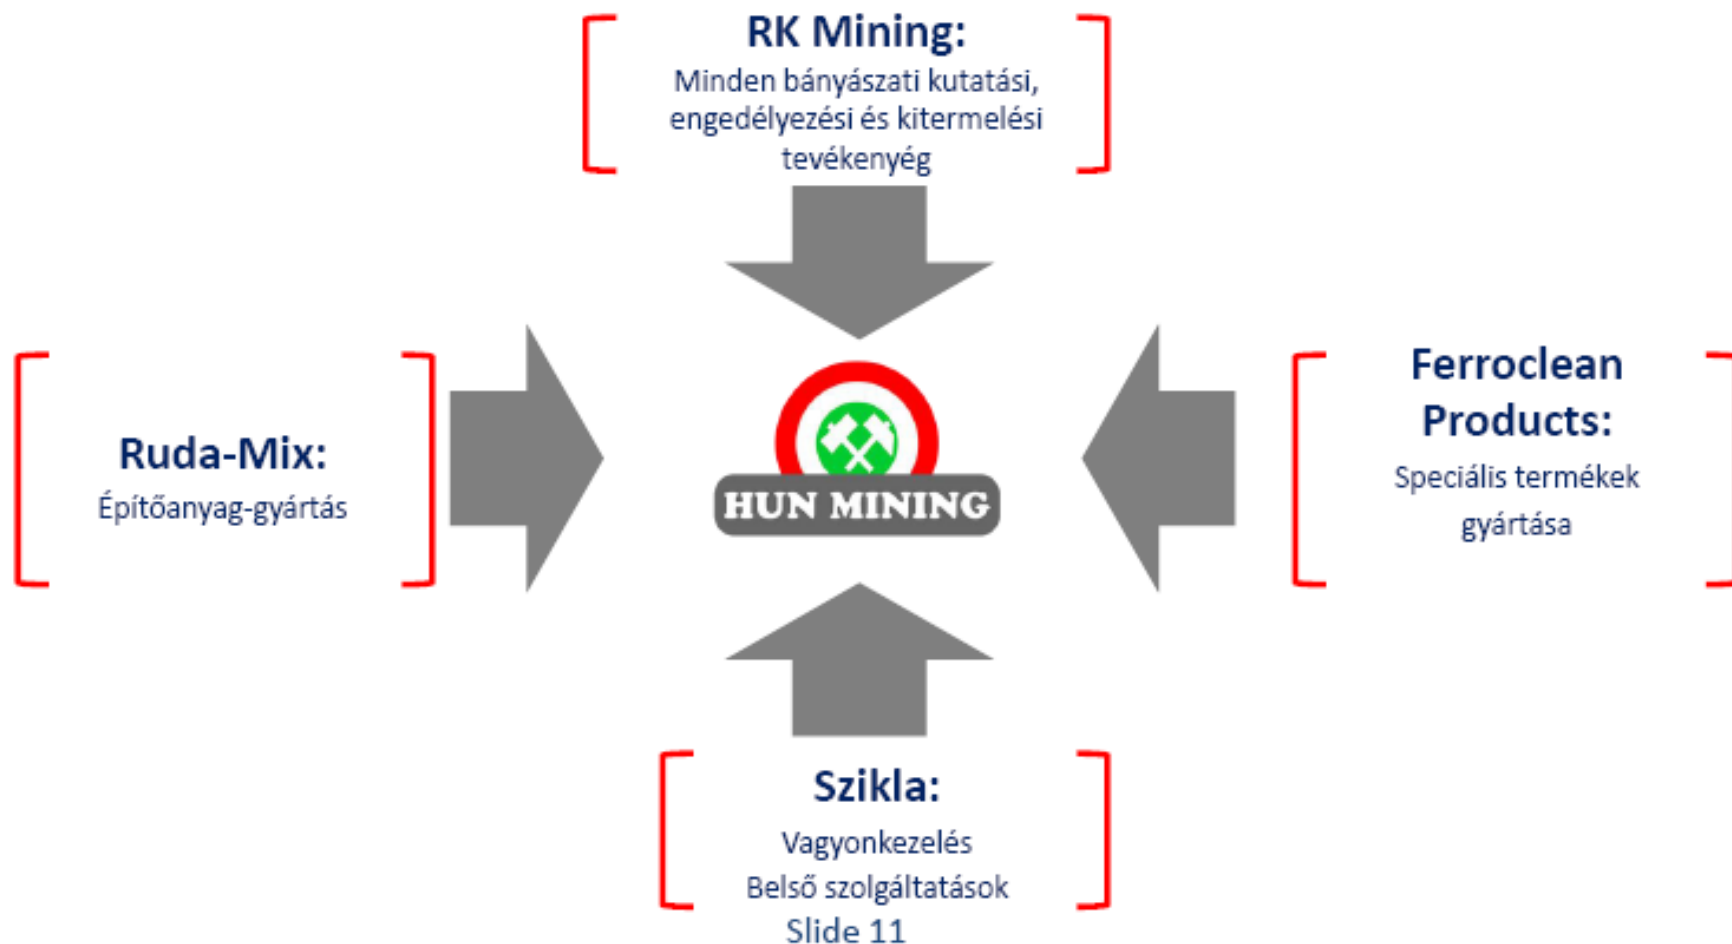 RK Mining:
Minden bányászati kutatási,
engedélyezési és kitermelési
tevékenyég
Ruda-Mix:
Építőanyag-gyártás
HUN MINING
Ferroclean
Products:
Speciális termékek
gyártása
Szikla:
Vagyonkezelés
Belső szolgáltatások
Slide 11